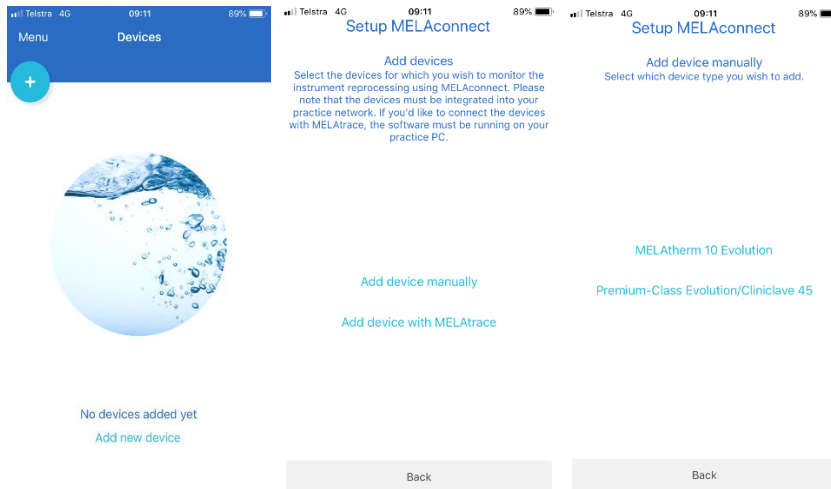 Telstra 4G 09:11 89%
Menu Devices
+
No devices added yet
Add new device
Telstra 4G 09:11 89%
Setup MELAconnect
Add devices
Select the devices for which you wish to monitor the
instrument reprocessing using MELAconnect. Please
note that the devices must be integrated into your
practice network. If you'd like to connect the devices
with MELAtrace, the software must be running on your
practice PC.
Add device manually
Add device with MELAtrace
Back
Telstra 4G 09:11 89%
Setup MELAconnect
Add device manually
Select which device type you wish to add.
MELAtherm 10 Evolution
Premium-Class Evolution/Cliniclave 45
Back